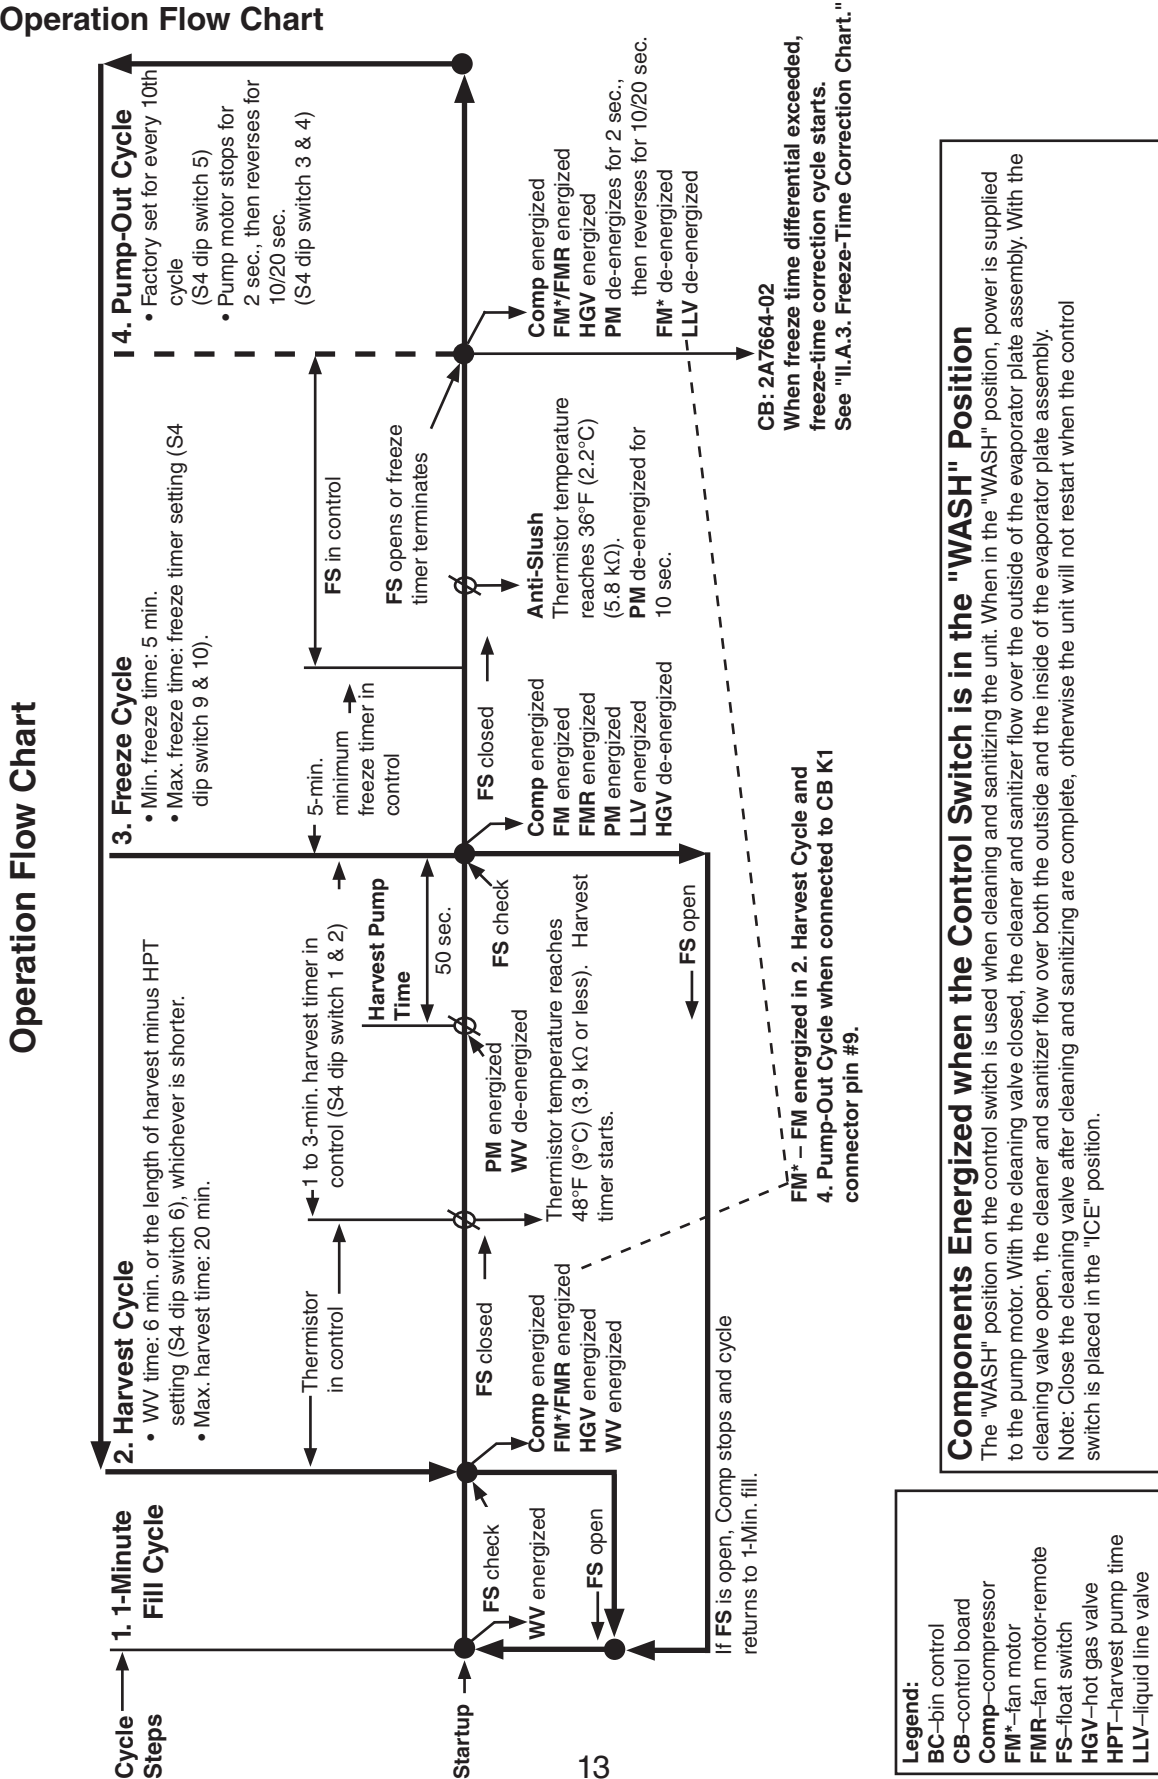 Operation Flow Chart
Operation Flow Chart
Cycle
Steps
1. 1-Minute
Fill Cycle
2. Harvest Cycle
• WV time: 6 min. or the length of harvest minus HPT
setting (S4 dip switch 6), whichever is shorter.
• Max. harvest time: 20 min.
3. Freeze Cycle
• Min. freeze time: 5 min.
• Max. freeze time: freeze timer setting (S4
dip switch 9 & 10).
4. Pump-Out Cycle
• Factory set for every 10th
cycle
(S4 dip switch 5)
• Pump motor stops for
2 sec., then reverses for
10/20 sec.
(S4 dip switch 3 & 4)
Thermistor
in control
1 to 3-min. harvest timer in
control (S4 dip switch 1 & 2)
Harvest Pump
Time
50 sec.
5-min.
minimum
freeze timer in
control
FS in control
FS opens or freeze
timer terminates
Startup
FS check
WV energized
FS open
FS closed
Comp energized
FM*/FMR energized
HGV energized
WV energized
PM energized
WV de-energized
Thermistor temperature reaches
48°F (9°C) (3.9 kΩ or less). Harvest
timer starts.
FS check
FS open
FS closed
Comp energized
FM energized
FMR energized
PM energized
LLV energized
HGV de-energized
Anti-Slush
Thermistor temperature
reaches 36°F (2.2°C)
(5.8 kΩ).
PM de-energized for
10 sec.
Comp energized
FM*/FMR energized
HGV energized
PM de-energizes for 2 sec.,
then reverses for 10/20 sec.
FM* de-energized
LLV de-energized
If FS is open, Comp stops and cycle
returns to 1-Min. fill.
FM* – FM energized in 2. Harvest Cycle and
4. Pump-Out Cycle when connected to CB K1
connector pin #9.
CB: 2A7664-02
When freeze time differential exceeded,
freeze-time correction cycle starts.
See "II.A.3. Freeze-Time Correction Chart."
13
Legend:
BC–bin control
CB–control board
Comp–compressor
FM*–fan motor
FMR–fan motor-remote
FS–float switch
HGV–hot gas valve
HPT–harvest pump time
LLV–liquid line valve
Components Energized when the Control Switch is in the "WASH" Position
The "WASH" position on the control switch is used when cleaning and sanitizing the unit. When in the "WASH" position, power is supplied
to the pump motor. With the cleaning valve closed, the cleaner and sanitizer flow over the outside of the evaporator plate assembly. With the
cleaning valve open, the cleaner and sanitizer flow over both the outside and the inside of the evaporator plate assembly.
Note: Close the cleaning valve after cleaning and sanitizing are complete, otherwise the unit will not restart when the control
switch is placed in the "ICE" position.